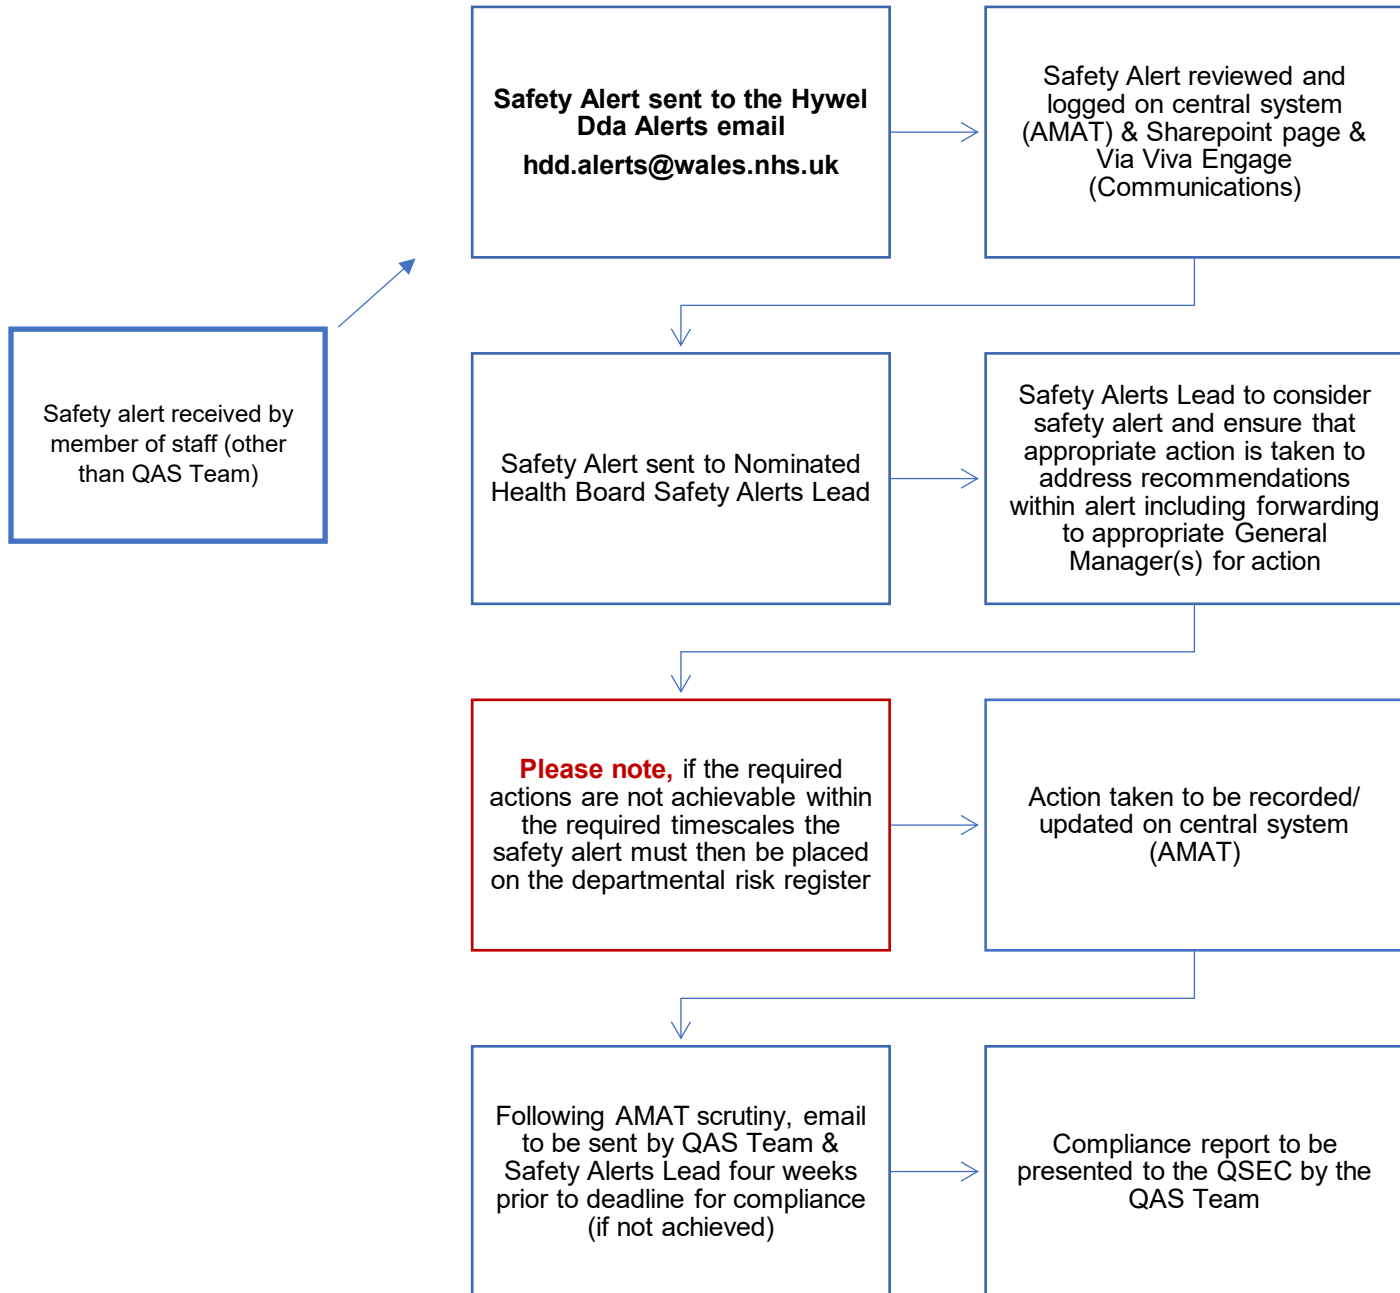 Safety Alert sent to the Hywel
Dda Alerts email
hdd.alerts@wales.nhs.uk
Safety Alert reviewed and
logged on central system
(AMAT) & Sharepoint page &
Via Viva Engage
(Communications)
Safety alert received by
member of staff (other
than QAS Team)
Safety Alert sent to Nominated
Health Board Safety Alerts Lead
Safety Alerts Lead to consider
safety alert and ensure that
appropriate action is taken to
address recommendations
within alert including forwarding
to appropriate General
Manager(s) for action
Please note, if the required
actions are not achievable within
the required timescales the
safety alert must then be placed
on the departmental risk register
Action taken to be recorded/
updated on central system
(AMAT)
Following AMAT scrutiny, email
to be sent by QAS Team &
Safety Alerts Lead four weeks
prior to deadline for compliance
(if not achieved)
Compliance report to be
presented to the QSEC by the
QAS Team